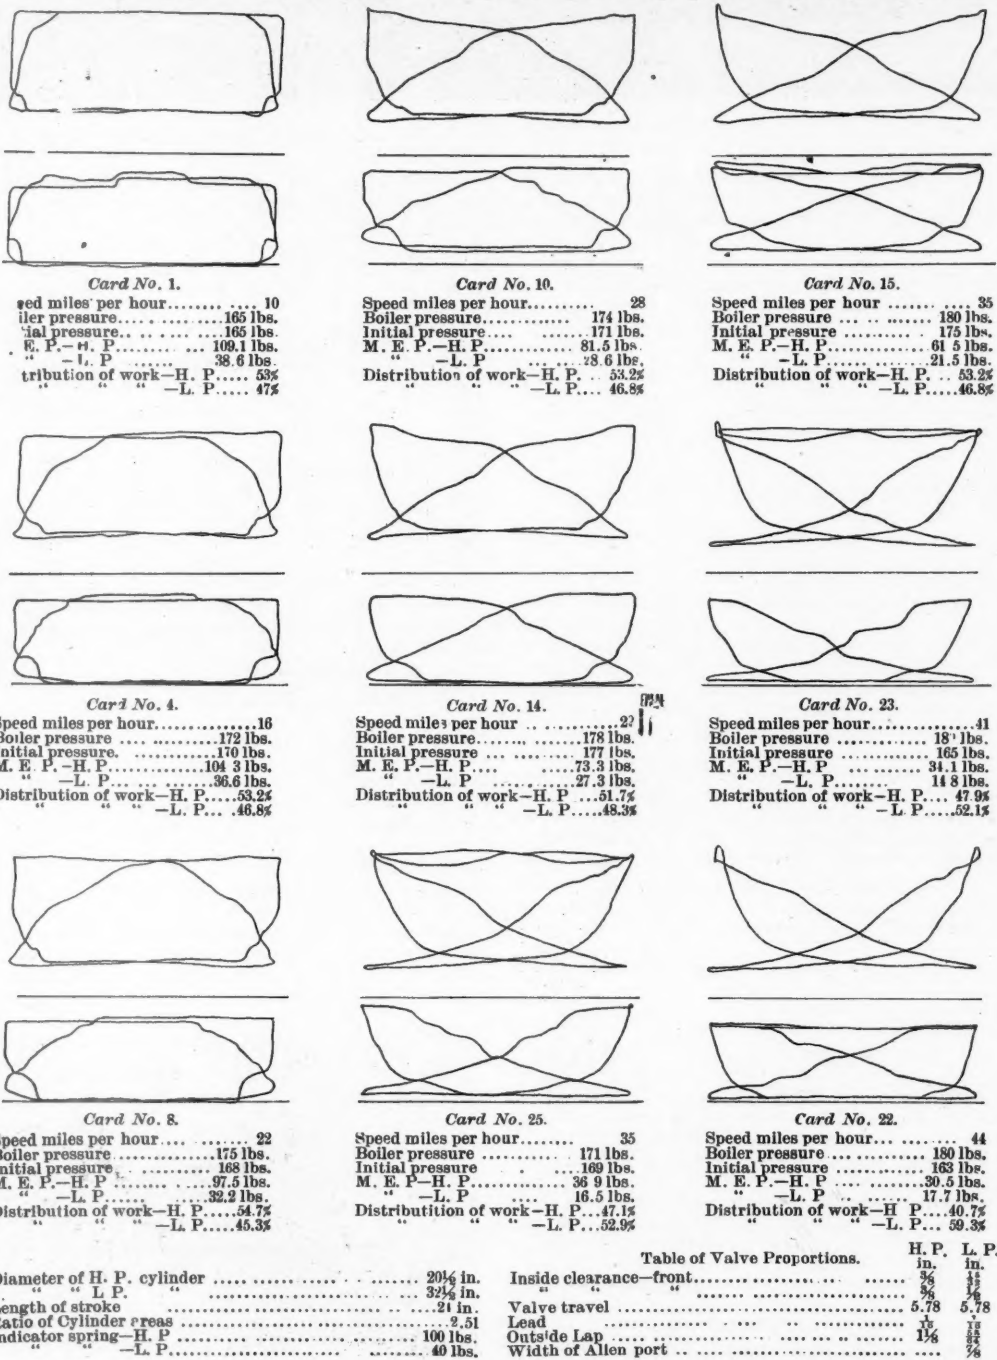 Card No. 1.
ed miles per hour 10
iler pressure 165 lbs.
ial pressure 165 lbs.
E. P.-H. P 109.1 lbs.
" -L. P 38.6 lbs.
tribution of work-H. P. 53%
" " " -L. P. 47%
Card No. 10.
Speed miles per hour 28
Boiler pressure 174 lbs.
Initial pressure 171 lbs.
M. E. P.-H. P 81.5 lbs.
" -L. P 28.6 lbs.
Distribution of work-H. P. 53.2%
" " " -L. P. 46.8%
Card No. 15.
Speed miles per hour 35
Boiler pressure 180 lbs.
Initial pressure 175 lbs.
M. E. P.-H. P 61 5 lbs.
" -L. P 21.5 lbs.
Distribution of work-H. P. 53.2%
" " " -L. P. 46.8%
Card No. 4.
Speed miles per hour 16
Boiler pressure 172 lbs.
Initial pressure. 170 lbs.
M. E. P.-H. P 104 3 lbs.
" -L. P 36.6 lbs.
Distribution of work-H. P. 53.2%
" " " -L. P. 46.8%
Card No. 14.
Speed miles per hour
Boiler pressure 178 lbs.
Initial pressure 177 lbs.
M. E. P.-H. P 73.3 lbs.
" -L. P 27.3 lbs.
Distribution of work-H. P 51.7%
" " " -L. P. 48.3%
Card No. 23.
Speed miles per hour 41
Boiler pressure lbs.
Initial pressure 165 lbs.
M. E. P.-H. P 34.1 lbs.
" -L. P 14 8 lbs.
Distribution of work-H. P. 47.9%
" " " -L. P 52.1%
Card No. 8.
Speed miles per hour 22
Boiler pressure 175 lbs.
Initial pressure 168 lbs.
M. E. P.-H. P 97.5 lbs.
" -L. P 32.2 lbs.
Distribution of work-H. P. 54.7%
" " " -L. P. 45.3%
Card No. 25.
Speed miles per hour 35
Boiler pressure 171 lbs.
Initial pressure 169 lbs.
M. E. P.-H. P 36 9 lbs.
" -L. P 16.5 lbs.
Distributition of work-H. P. 47.1%
" " " -L. P. 52.9%
Card No. 22.
Speed miles per hour 44
Boiler pressure 180 lbs.
Initial pressure 163 lbs.
M. E. P.-H. P 30.5 lbs.
" -L. P 17.7 lbs.
Distribution of work-H P. 40.7%
" " " -L. P. 59.3%
Diameter of H. P. cylinder 20½ in.
" " L P. " 32½ in.
Length of stroke in.
Ratio of Cylinder areas 2.51
Indicator spring-H. P 100 lbs.
" " -L. P. 40 lbs.
Table of Valve Proportions. H. P. in. L. P. in.
Inside clearance-front ⅜
" " " ⅜ ½
Valve travel 5.78 5.78
Lead
Outside Lap 1⅛
Width of Allen port ⅞